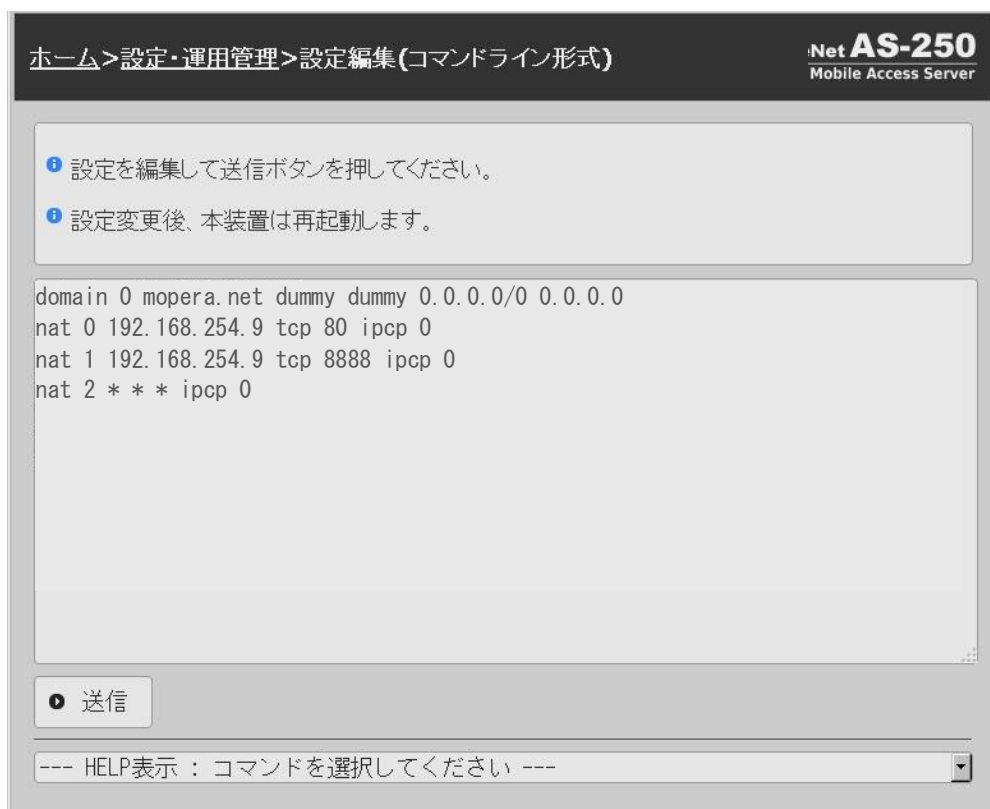 ホーム>設定・運用管理>設定編集(コマンドライン形式)
Net AS-250
Mobile Access Server
設定を編集して送信ボタンを押してください。
設定変更後、本装置は再起動します。
domain 0 mopera.net dummy dummy 0.0.0.0/0 0.0.0.0
nat 0 192.168.254.9 tcp 80 ipcp 0
nat 1 192.168.254.9 tcp 8888 ipcp 0
nat 2 * * * ipcp 0
送信
--- HELP表示 : コマンドを選択してください ---